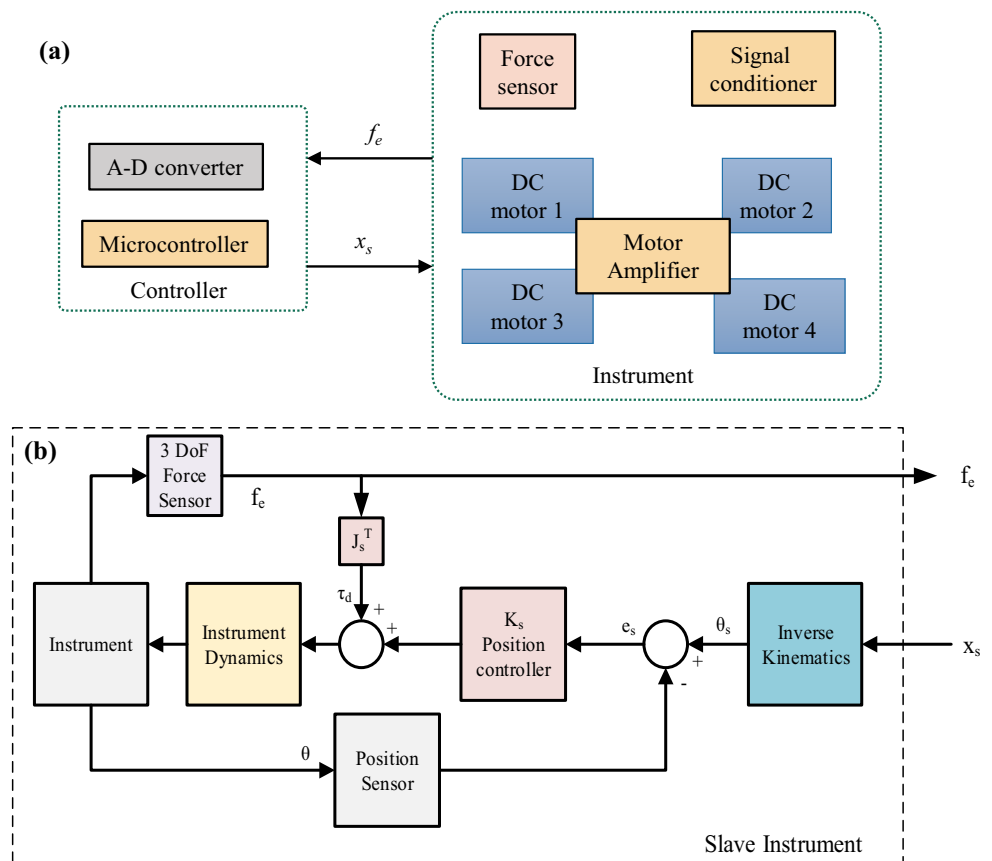 (a)
Force
sensor
Signal
conditioner
f_e
A-D converter
DC
motor 1
DC
motor 2
Microcontroller
x_s
Motor
Amplifier
Controller
DC
motor 3
DC
motor 4
Instrument
(b)
3 DoF
Force
Sensor
f_e
f_e
J_s^T
τ_d
+
+
Instrument
Instrument
Dynamics
K_s
Position
controller
e_s
θ_s
+
-
Inverse
Kinematics
x_s
θ
Position
Sensor
Slave Instrument